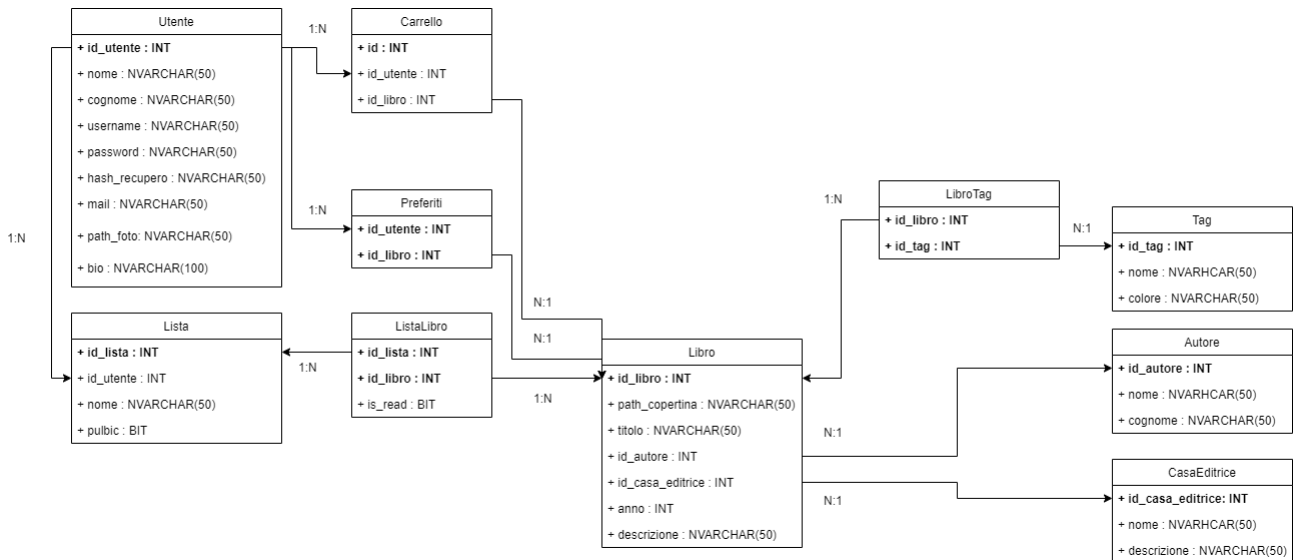 Utente
+ id_utente : INT
+ nome : NVARCHAR(50)
+ cognome : NVARCHAR(50)
+ username : NVARCHAR(50)
+ password : NVARCHAR(50)
+ hash_recupero : NVARCHAR(50)
+ mail : NVARCHAR(50)
+ path_foto: NVARCHAR(50)
+ bio : NVARCHAR(100)
1:N
Carrello
+ id : INT
+ id_utente : INT
+ id_libro : INT
1:N
Preferiti
+ id_utente : INT
+ id_libro : INT
1:N
Lista
+ id_lista : INT
+ id_utente : INT
+ nome : NVARCHAR(50)
+ pulbic : BIT
1:N
ListaLibro
+ id_lista : INT
+ id_libro : INT
+ is_read : BIT
N:1
N:1
1:N
Libro
+ id_libro : INT
+ path_copertina : NVARCHAR(50)
+ titolo : NVARCHAR(50)
+ id_autore : INT
+ id_casa_editrice : INT
+ anno : INT
+ descrizione : NVARCHAR(50)
1:N
LibroTag
+ id_libro : INT
+ id_tag : INT
N:1
Tag
+ id_tag : INT
+ nome : NVARHCAR(50)
+ colore : NVARCHAR(50)
N:1
Autore
+ id_autore : INT
+ nome : NVARHCAR(50)
+ cognome : NVARCHAR(50)
N:1
CasaEditrice
+ id_casa_editrice: INT
+ nome : NVARHCAR(50)
+ descrizione : NVARCHAR(50)